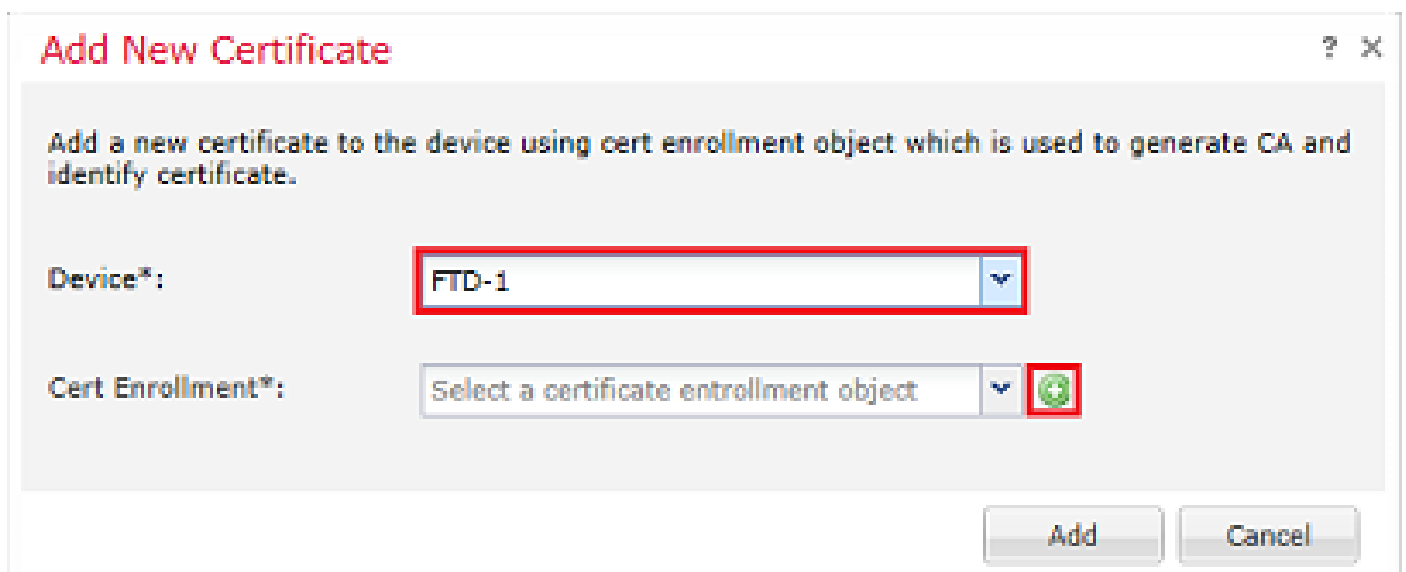 Add New Certificate
? X
Add a new certificate to the device using cert enrollment object which is used to generate CA and
identify certificate.
Device*:
FTD-1
Cert Enrollment*:
Select a certificate entrollment object
Add
Cancel